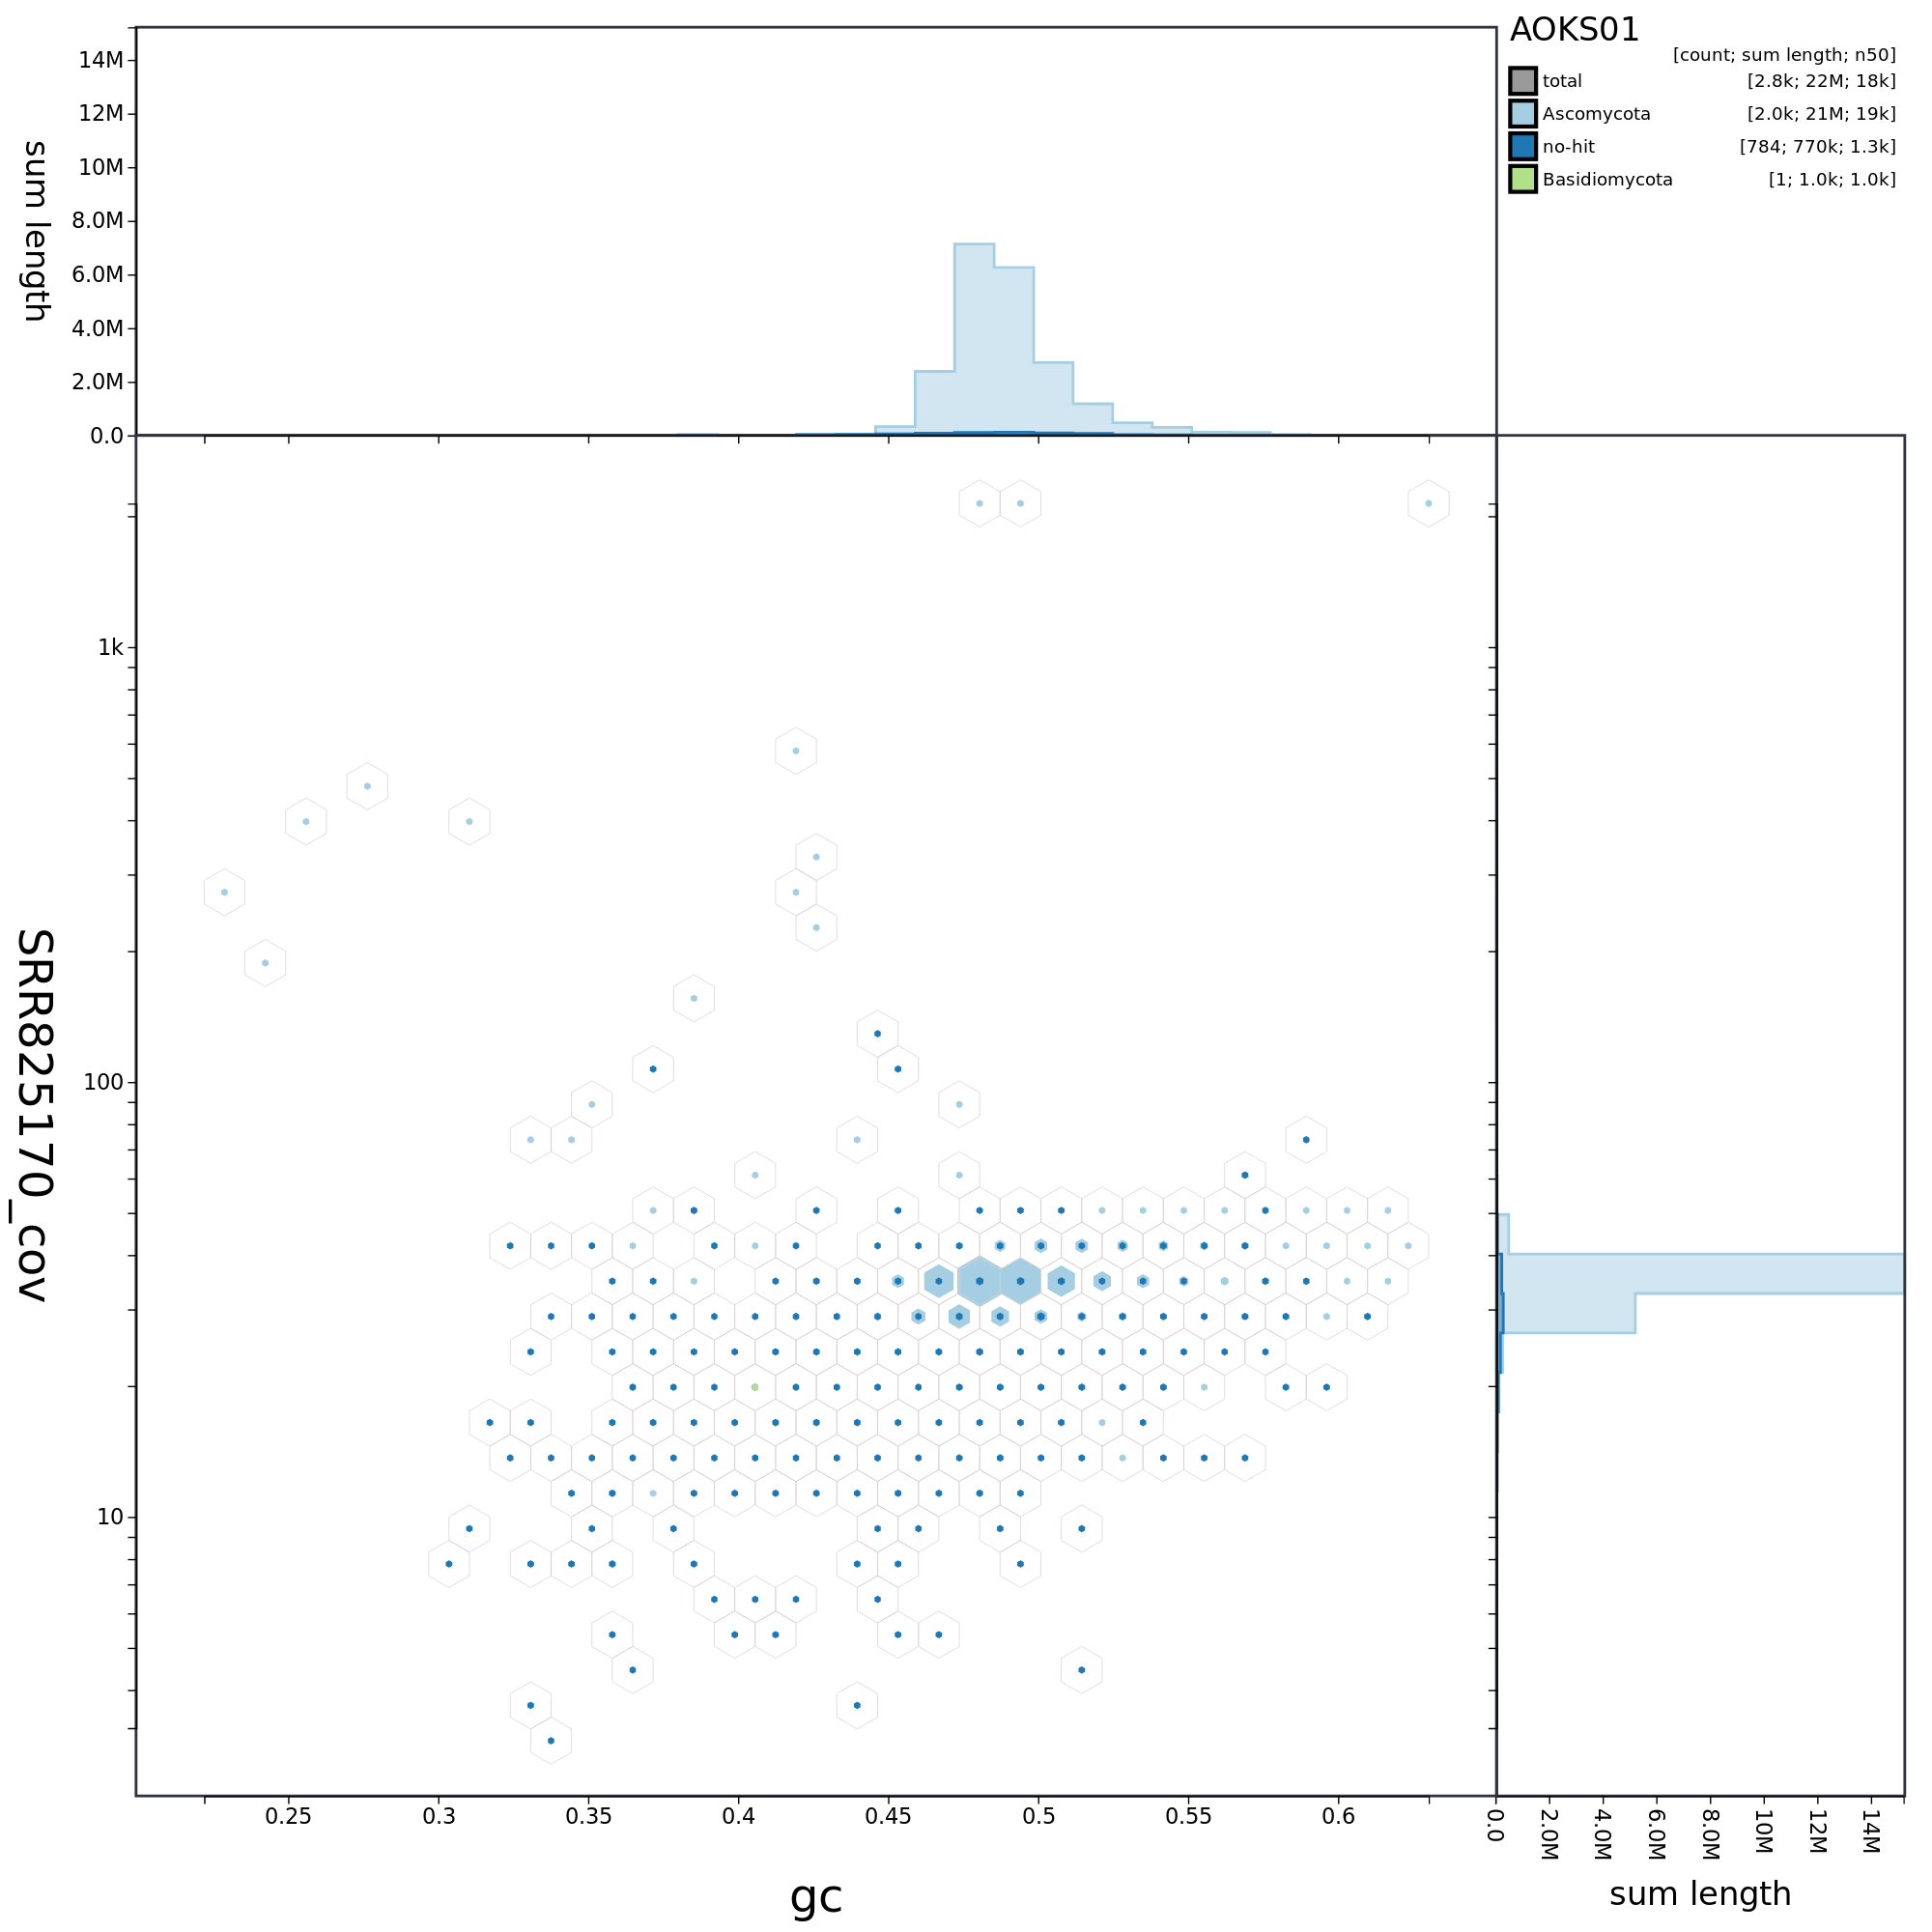 AOKS01
[count; sum length; n50]
total [2.8k; 22M; 18k]
Ascomycota [2.0k; 21M; 19k]
no-hit [784; 770k; 1.3k]
Basidiomycota [1; 1.0k; 1.0k]
sum length
14M
12M
10M
8.0M
6.0M
4.0M
2.0M
0.0
SRR825170_cov
1k
100
10
0.25 0.3 0.35 0.4 0.45 0.5 0.55 0.6
gc
0.0 2.0M 4.0M 6.0M 8.0M 10M 12M 14M
sum length